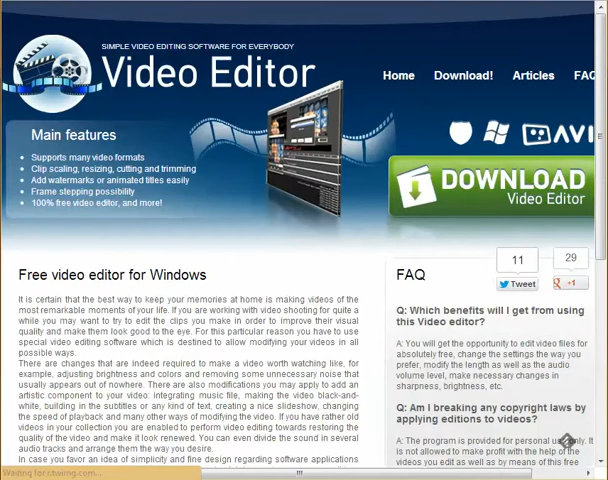 SIMPLE VIDEO EDITING SOFTWARE FOR EVERYBODY
Video Editor
Home Download! Articles FAQ
Main features
Supports many video formats
Clip scaling, resizing, cutting and trimming
Add watermarks or animated titles easily
Frame stepping possibility
100% free video editor, and more!
AVI
DOWNLOAD
Video Editor
11
Tweet
29
+1
Free video editor for Windows
It is certain that the best way to keep your memories at home is making videos of the
most remarkable moments of your life. If you are working with video shooting for quite a
while you may want to try to edit the clips you make in order to improve their visual
quality and make them look good to the eye. For this particular reason you have to use
special video editing software which is destined to allow modifying your videos in all
possible ways.
There are changes that are indeed required to make a video worth watching like, for
example, adjusting brightness and colors and removing some unnecessary noise that
usually appears out of nowhere. There are also modifications you may apply to add an
artistic component to your video: integrating music file, making the video black-and-
white, building in the subtitles or any kind of text, creating a nice slideshow, changing
the speed of playback and many other ways of modifying the video. If you have rather old
videos in your collection you are enabled to perform video editing towards restoring the
quality of the video and make it look renewed. You can even divide the sound in several
audio tracks and arrange them the way you desire.
In case you favor an idea of simplicity and fine design regarding software applications
FAQ
Q: Which benefits will I get from using
this Video editor?
A: You will get the opportunity to edit video files for
absolutely free, change the settings the way you
prefer, modify the length as well as the audio
volume level, make necessary changes in
sharpness, brightness, etc.
Q: Am I breaking any copyright laws by
applying editions to videos?
A: The program is provided for personal use only. It
is not allowed to make profit with the help of the
videos you edit as well as by means of this free
Waiting for r.twimg.com...